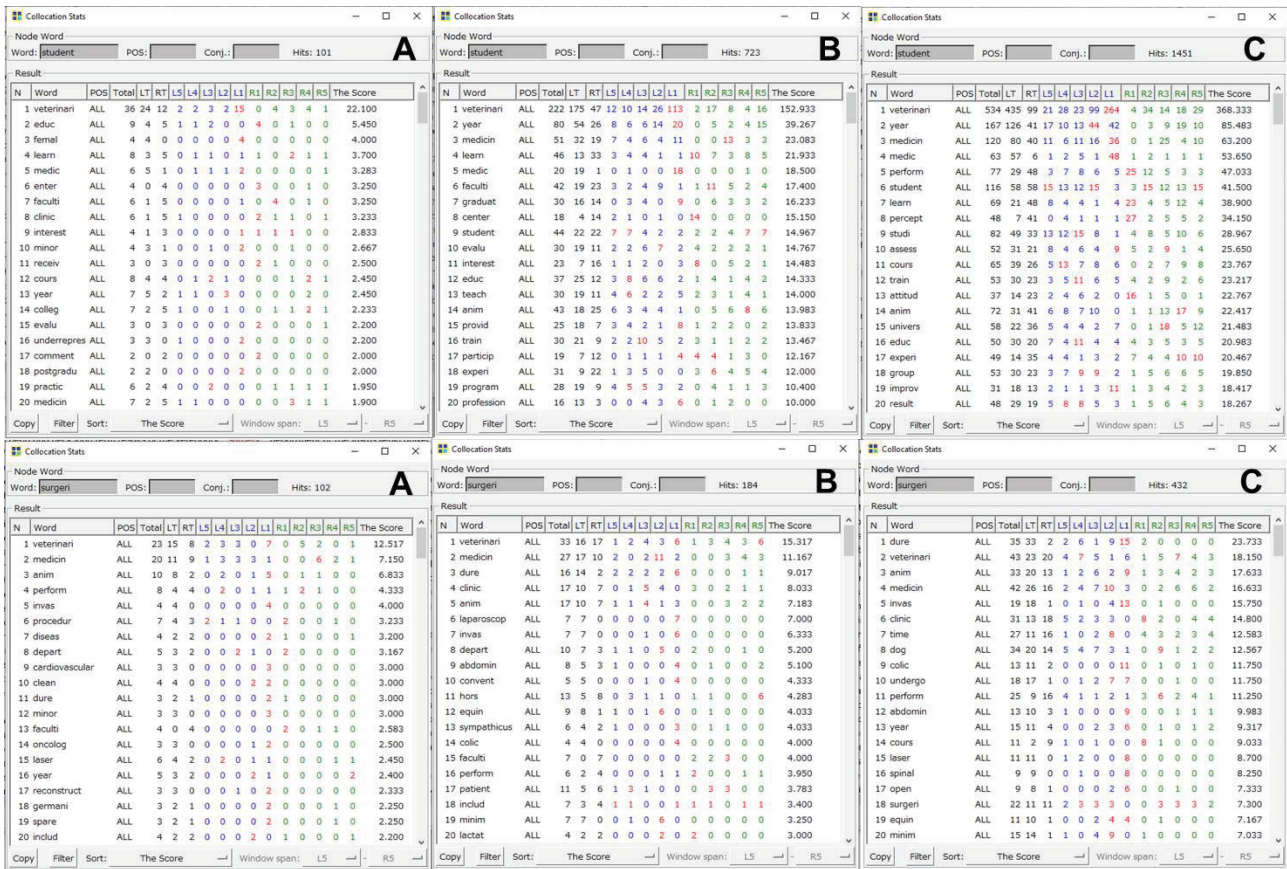 Collocation Stats
Node Word
Word: student POS: Conj.: Hits: 101
A
Result
N Word POS Total LT RT L5 L4 L3 L2 L1 R1 R2 R3 R4 R5 The Score
1 veterinari ALL 36 24 12 2 2 3 2 15 0 4 3 4 1 22.100
2 educ ALL 9 4 5 1 1 2 0 0 4 0 1 0 0 5.450
3 femal ALL 4 4 0 0 0 0 0 4 0 0 0 0 0 4.000
4 learn ALL 8 3 5 0 1 1 0 1 1 0 2 1 1 3.700
5 medic ALL 6 5 1 0 1 1 1 2 0 0 0 1 0 3.283
6 enter ALL 4 0 4 0 0 0 0 0 3 0 0 0 1 3.250
7 faculti ALL 6 1 5 0 0 0 0 1 0 4 0 1 0 3.250
8 clinic ALL 6 1 5 1 0 0 0 0 2 1 1 0 1 3.233
9 interest ALL 4 1 3 0 0 0 0 1 1 1 1 0 0 2.833
10 minor ALL 4 3 1 0 0 1 0 2 0 0 0 1 0 2.667
11 receiv ALL 3 0 3 0 0 0 0 0 2 1 0 0 0 2.500
12 cours ALL 8 4 4 0 1 2 1 0 0 0 1 2 1 2.450
13 year ALL 7 5 2 1 1 0 3 0 0 0 0 2 0 2.450
14 colleg ALL 7 2 5 1 0 0 1 0 0 1 1 2 1 2.233
15 evalu ALL 3 0 3 0 0 0 0 0 2 0 0 0 1 2.200
16 underrepres ALL 3 3 0 1 0 0 0 2 0 0 0 0 0 2.200
17 comment ALL 2 0 2 0 0 0 0 0 2 0 0 0 0 2.000
18 postgradu ALL 2 2 0 0 0 0 0 1 0 0 0 0 0 2.000
19 practic ALL 6 2 4 0 0 2 0 0 0 1 1 1 1 1.950
20 medicin ALL 7 2 5 1 1 0 0 0 0 0 3 1 1 1.900
Copy Filter Sort: The Score Window span: L5 - R5
Collocation Stats
Node Word
Word: student POS: Conj.: Hits: 723
B
Result
N Word POS Total LT RT L5 L4 L3 L2 L1 R1 R2 R3 R4 R5 The Score
1 veterinari ALL 222 175 47 12 10 14 26 113 2 17 8 4 16 152.933
2 year ALL 80 54 26 8 6 6 14 20 0 5 2 4 15 39.267
3 medicin ALL 51 32 19 7 4 6 4 11 0 0 13 3 3 23.083
4 learn ALL 46 13 33 3 4 4 1 1 10 7 3 8 5 21.933
5 medic ALL 20 19 1 0 1 0 0 18 0 0 0 1 0 18.500
6 faculti ALL 42 19 23 3 2 4 9 1 1 11 5 2 4 17.400
7 graduat ALL 30 16 14 0 3 4 0 9 0 6 3 3 2 16.233
8 center ALL 18 4 14 2 1 0 1 0 14 0 0 0 0 15.150
9 student ALL 44 22 22 7 7 4 2 2 2 2 4 7 7 14.967
10 evalu ALL 30 19 11 2 2 6 7 2 4 2 2 1 2 14.767
11 interest ALL 23 7 16 1 1 2 0 3 8 0 5 2 1 14.483
12 educ ALL 37 25 12 3 8 6 6 2 1 4 2 1 4 14.333
13 teach ALL 30 19 11 4 6 2 2 5 2 3 1 4 1 14.000
14 anim ALL 43 18 25 6 3 4 4 1 0 5 6 8 6 13.983
15 provid ALL 25 18 7 3 4 2 1 8 1 2 2 0 2 13.833
16 train ALL 30 21 9 2 2 10 5 2 3 1 1 2 2 13.467
17 particip ALL 19 7 12 0 1 1 1 4 4 4 1 3 0 12.167
18 experi ALL 31 9 22 1 3 5 0 0 3 6 4 5 4 12.000
19 program ALL 28 19 9 4 5 5 3 2 0 4 1 1 3 10.400
20 profession ALL 16 13 3 0 0 4 3 6 0 1 2 0 0 10.000
Copy Filter Sort: The Score Window span: L5 - R5
Collocation Stats
Node Word
Word: student POS: Conj.: Hits: 1451
C
Result
N Word POS Total LT RT L5 L4 L3 L2 L1 R1 R2 R3 R4 R5 The Score
1 veterinari ALL 534 435 99 21 28 23 99 264 4 34 14 18 29 368.333
2 year ALL 167 126 41 17 10 13 44 42 0 3 9 19 10 85.483
3 medicin ALL 120 80 40 11 6 11 16 36 0 1 25 4 10 63.200
4 medic ALL 63 57 6 1 2 5 1 48 1 2 1 1 1 53.650
5 perform ALL 77 29 48 3 7 8 6 5 25 12 5 3 3 47.033
6 student ALL 116 58 58 15 13 12 15 3 3 15 12 13 15 41.500
7 learn ALL 69 21 48 8 4 4 1 4 23 4 5 12 4 38.900
8 percept ALL 48 7 41 0 4 1 1 1 27 2 5 5 2 34.150
9 studi ALL 82 49 33 12 13 15 8 1 4 8 5 10 6 28.967
10 assess ALL 52 31 21 8 4 6 4 9 5 2 9 1 4 25.650
11 cours ALL 65 39 26 5 13 7 8 6 0 2 7 9 8 23.767
12 train ALL 53 30 23 3 5 11 6 5 4 2 9 2 6 23.217
13 attitud ALL 37 14 23 2 4 6 2 0 16 1 5 0 1 22.767
14 anim ALL 72 31 41 6 8 7 10 0 1 3 13 17 9 22.417
15 univers ALL 58 22 36 5 4 4 2 7 0 1 18 5 12 21.483
16 educ ALL 50 30 20 7 4 11 4 4 4 3 5 3 5 20.983
17 experi ALL 49 14 35 4 4 1 3 2 7 4 4 10 10 20.467
18 group ALL 53 30 23 7 3 9 9 2 1 5 6 6 5 19.850
19 improv ALL 31 18 13 2 1 1 3 11 1 3 4 2 3 18.417
20 result ALL 48 29 19 5 8 8 5 3 1 5 6 4 3 18.267
Copy Filter Sort: The Score Window span: L5 - R5
Collocation Stats
Node Word
Word: surgeri POS: Conj.: Hits: 102
A
Result
N Word POS Total LT RT L5 L4 L3 L2 L1 R1 R2 R3 R4 R5 The Score
1 veterinari ALL 23 15 8 2 3 3 0 7 0 5 2 0 1 12.517
2 medicin ALL 20 11 9 1 3 3 3 1 0 0 6 2 1 7.150
3 anim ALL 10 8 2 0 2 0 1 5 0 1 1 0 0 6.833
4 perform ALL 8 4 4 0 2 0 1 1 1 2 1 0 0 4.333
5 invas ALL 4 4 0 0 0 0 0 4 0 0 0 0 0 4.000
6 procedur ALL 7 4 3 2 1 1 0 0 2 0 0 1 0 3.233
7 diseas ALL 4 2 2 0 0 0 0 2 1 0 0 0 1 3.200
8 depart ALL 5 3 2 0 0 2 1 0 2 0 0 0 0 3.167
9 cardiovascular ALL 3 3 0 0 0 0 0 3 0 0 0 0 0 3.000
10 clean ALL 4 4 0 0 0 0 2 2 0 0 0 0 0 3.000
11 dure ALL 3 2 1 0 0 0 0 2 1 0 0 0 0 3.000
12 minor ALL 3 3 0 0 0 0 0 3 0 0 0 0 0 3.000
13 faculti ALL 4 0 4 0 0 0 0 0 2 0 1 1 0 2.583
14 oncolog ALL 3 3 0 0 0 0 1 2 0 0 0 0 0 2.500
15 laser ALL 6 4 2 0 2 0 1 1 0 0 0 1 1 2.450
16 year ALL 5 3 2 0 0 0 2 1 0 0 0 0 2 2.400
17 reconstruct ALL 3 3 0 0 0 1 0 2 0 0 0 0 0 2.333
18 germani ALL 3 2 1 0 0 0 0 2 0 0 0 1 0 2.250
19 spare ALL 3 2 1 0 0 0 0 2 0 0 0 1 0 2.250
20 includ ALL 4 2 2 0 0 0 2 0 1 0 0 0 1 2.200
Copy Filter Sort: The Score Window span: L5 - R5
Collocation Stats
Node Word
Word: surgeri POS: Conj.: Hits: 184
B
Result
N Word POS Total LT RT L5 L4 L3 L2 L1 R1 R2 R3 R4 R5 The Score
1 veterinari ALL 33 16 17 1 2 4 3 6 1 3 4 3 6 15.317
2 medicin ALL 27 17 10 2 0 2 11 2 0 0 3 4 3 11.167
3 dure ALL 16 14 2 2 2 2 2 6 0 0 0 1 1 9.017
4 clinic ALL 17 10 7 0 1 5 4 0 3 0 2 1 1 8.033
5 anim ALL 17 10 7 1 1 4 1 3 0 0 3 2 2 7.183
6 laparoscop ALL 7 7 0 0 0 0 0 7 0 0 0 0 0 7.000
7 invas ALL 7 7 0 0 0 1 0 6 0 0 0 0 0 6.333
8 depart ALL 10 7 3 1 1 0 5 0 2 0 0 1 0 5.200
9 abdomin ALL 8 5 3 1 0 0 0 4 0 1 0 0 2 5.100
10 convent ALL 5 5 0 0 1 0 0 4 0 0 0 0 0 4.333
11 hors ALL 13 5 8 0 3 1 1 0 1 1 0 0 6 4.283
12 equin ALL 9 8 1 1 0 1 6 0 0 1 0 0 0 4.033
13 sympathicus ALL 6 4 2 1 0 0 0 3 0 1 0 1 0 4.033
14 colic ALL 4 4 0 0 0 0 0 4 0 0 0 0 0 4.000
15 faculti ALL 7 0 7 0 0 0 0 0 2 2 3 0 0 4.000
16 perform ALL 6 2 4 0 0 0 1 1 2 0 0 1 1 3.950
17 patient ALL 11 5 6 1 3 1 0 0 0 3 3 0 0 3.783
18 includ ALL 7 3 4 1 1 0 0 1 1 1 0 1 1 3.400
19 minim ALL 7 7 0 0 1 0 6 0 0 0 0 0 0 3.250
20 lactat ALL 4 2 2 0 0 0 2 0 2 0 0 0 0 3.000
Copy Filter Sort: The Score Window span: L5 - R5
Collocation Stats
Node Word
Word: surgeri POS: Conj.: Hits: 432
C
Result
N Word POS Total LT RT L5 L4 L3 L2 L1 R1 R2 R3 R4 R5 The Score
1 dure ALL 35 33 2 2 6 1 9 15 2 0 0 0 0 23.733
2 veterinari ALL 43 23 20 4 7 5 1 6 1 5 7 4 3 18.150
3 anim ALL 33 20 13 1 2 6 2 9 1 3 4 2 3 17.633
4 medicin ALL 42 26 16 2 4 7 10 3 0 2 6 6 2 16.633
5 invas ALL 19 18 1 0 1 0 4 13 0 1 0 0 0 15.750
6 clinic ALL 31 13 18 5 2 3 3 0 8 2 0 4 4 14.800
7 time ALL 27 11 16 1 0 2 8 0 4 3 2 3 4 12.583
8 dog ALL 34 20 14 5 4 7 3 1 0 9 1 2 2 12.567
9 colic ALL 13 11 2 0 0 0 0 11 0 1 0 0 1 11.750
10 undergo ALL 18 17 1 0 1 2 7 7 0 1 0 0 0 11.750
11 perform ALL 25 9 16 4 1 1 2 1 3 6 2 3 2 11.250
12 abdomin ALL 13 10 3 1 0 0 0 9 0 0 1 1 1 9.983
13 year ALL 15 11 4 0 0 2 3 6 0 1 0 1 2 9.317
14 cours ALL 11 2 9 1 0 1 0 0 8 1 0 0 0 9.033
15 laser ALL 11 11 0 1 2 0 0 8 0 0 0 0 0 8.700
16 spinal ALL 9 9 0 0 1 0 0 8 0 0 0 0 0 8.250
17 open ALL 9 8 1 0 0 0 2 6 0 1 0 0 0 7.333
18 surgeri ALL 22 11 11 2 3 3 3 0 0 3 3 3 2 7.300
19 equin ALL 11 10 1 0 0 2 4 4 0 1 0 0 0 7.167
20 minim ALL 15 14 1 1 0 4 9 0 1 0 0 0 0 7.033
Copy Filter Sort: The Score Window span: L5 - R5